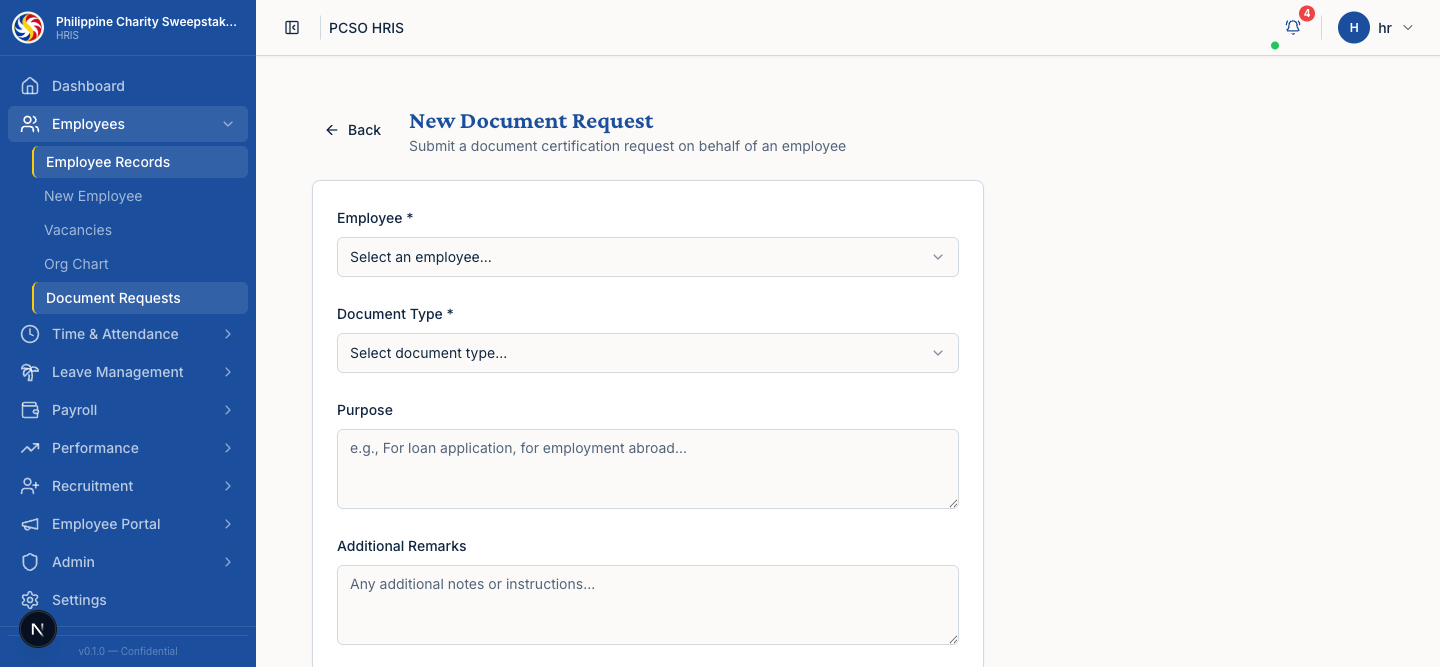 Philippine Charity Sweepstak...
HRIS
PCSO HRIS
4
H
hr
Dashboard
Employees
Employee Records
New Employee
Vacancies
Org Chart
Document Requests
Time & Attendance
Leave Management
Payroll
Performance
Recruitment
Employee Portal
Admin
Settings
N
v0.1.0 — Confidential
Back
New Document Request
Submit a document certification request on behalf of an employee
Employee *
Select an employee...
Document Type *
Select document type...
Purpose
e.g., For loan application, for employment abroad...
Additional Remarks
Any additional notes or instructions...